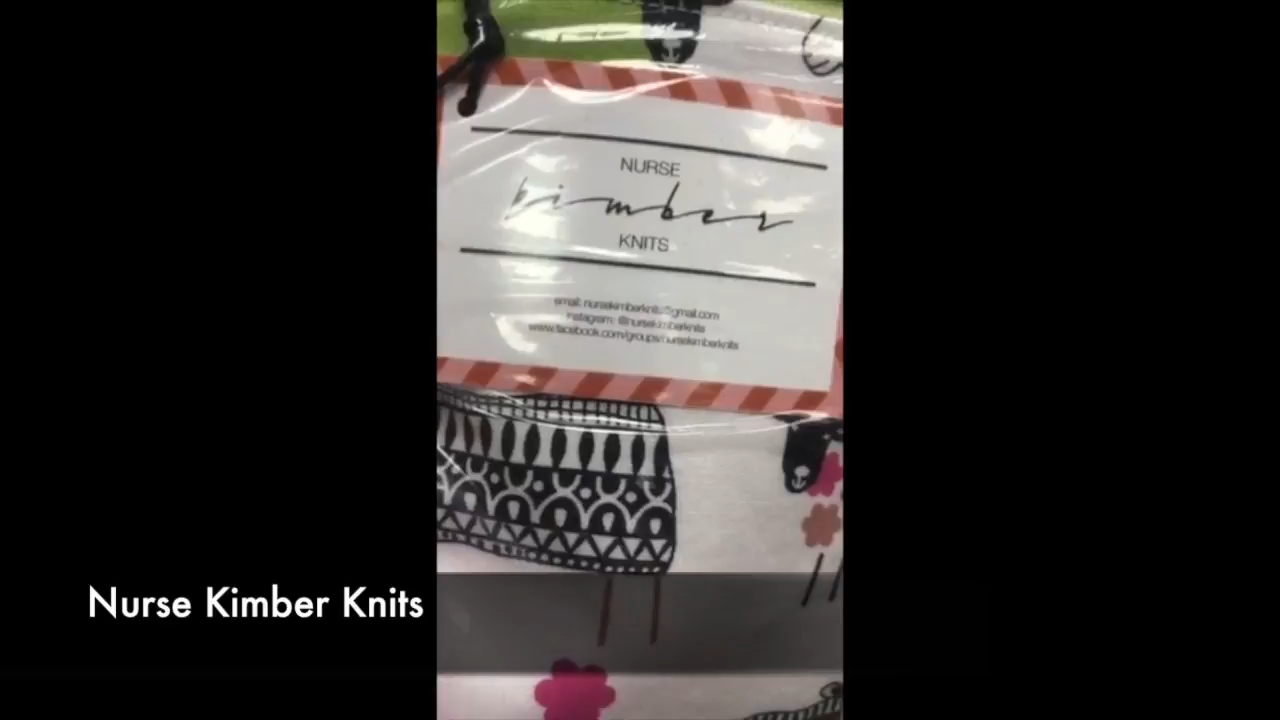 NURSE
kimber
KNITS
email: nursekimberknits@gmail.com
instagram: @nursekimberknits
www.facebook.com/groups/nursekimberknits
Nurse Kimber Knits